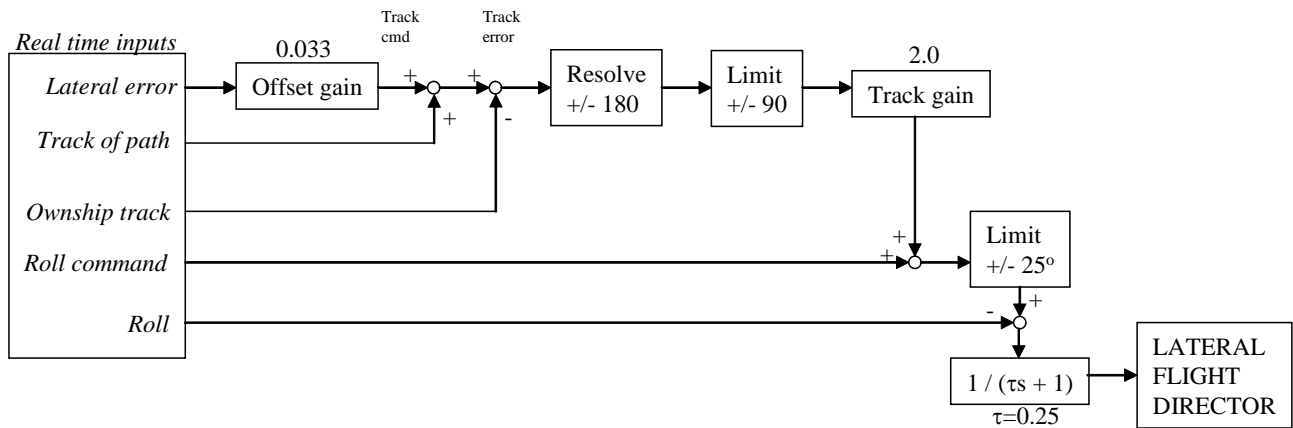 Track
cmd
Track
error
Real time inputs
0.033
2.0
Lateral error
Offset gain
+
+
+
-
Resolve
+/- 180
Limit
+/- 90
Track gain
Track of path
Ownship track
Roll command
+
+
Limit
+/- 25°
Roll
-
+
1 / (τs + 1)
τ=0.25
LATERAL
FLIGHT
DIRECTOR